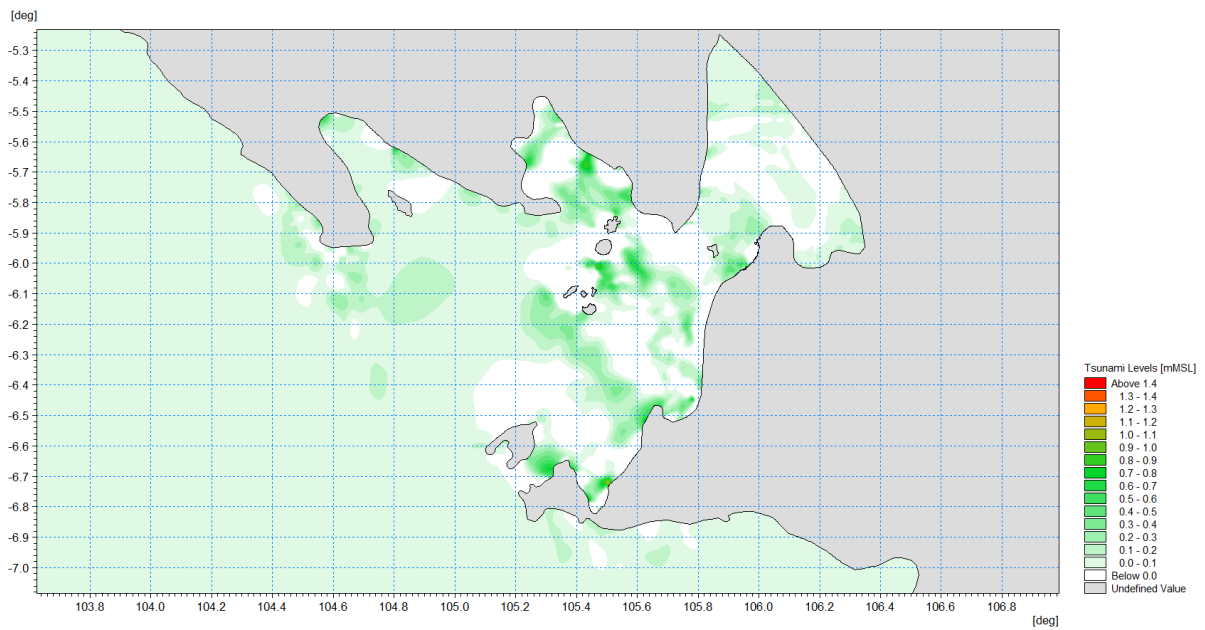 [deg]
-5.3
-5.4
-5.5
-5.6
-5.7
-5.8
-5.9
-6.0
-6.1
-6.2
-6.3
-6.4
-6.5
-6.6
-6.7
-6.8
-6.9
-7.0
103.8 104.0 104.2 104.4 104.6 104.8 105.0 105.2 105.4 105.6 105.8 106.0 106.2 106.4 106.6 106.8
[deg]
Tsunami Levels [mMSL]
Above 1.4
1.3 - 1.4
1.2 - 1.3
1.1 - 1.2
1.0 - 1.1
0.9 - 1.0
0.8 - 0.9
0.7 - 0.8
0.6 - 0.7
0.5 - 0.6
0.4 - 0.5
0.3 - 0.4
0.2 - 0.3
0.1 - 0.2
0.0 - 0.1
Below 0.0
Undefined Value